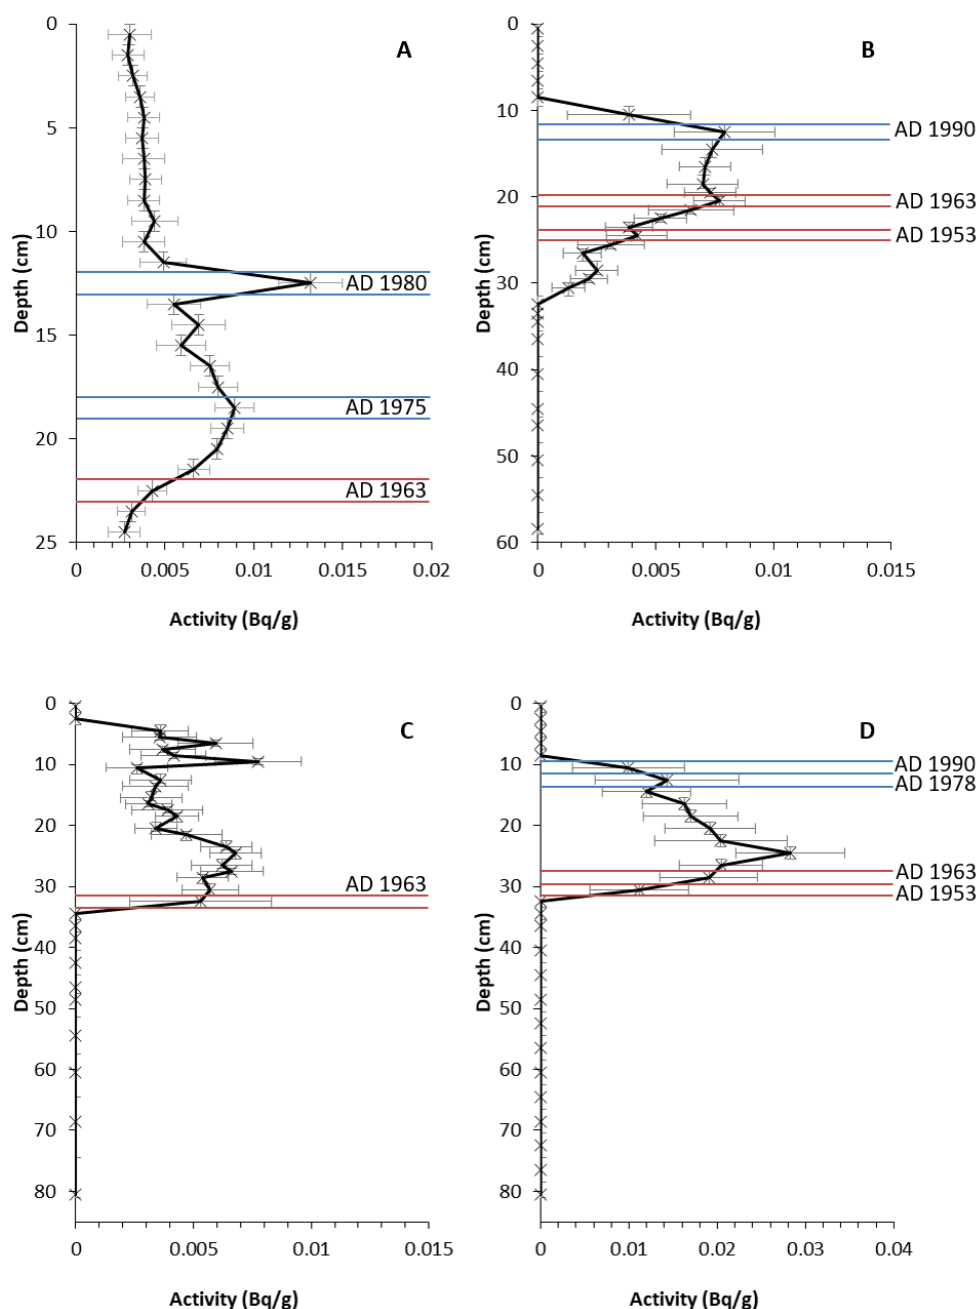 A
0
5
10
15
20
25
Depth (cm)
AD 1980
AD 1975
AD 1963
0 0.005 0.01 0.015 0.02
Activity (Bq/g)
B
0
10
20
30
40
50
60
Depth (cm)
AD 1990
AD 1963
AD 1953
0 0.005 0.01 0.015
Activity (Bq/g)
C
0
10
20
30
40
50
60
70
80
Depth (cm)
AD 1963
0 0.005 0.01 0.015
Activity (Bq/g)
D
0
10
20
30
40
50
60
70
80
Depth (cm)
AD 1990
AD 1978
AD 1963
AD 1953
0 0.01 0.02 0.03 0.04
Activity (Bq/g)